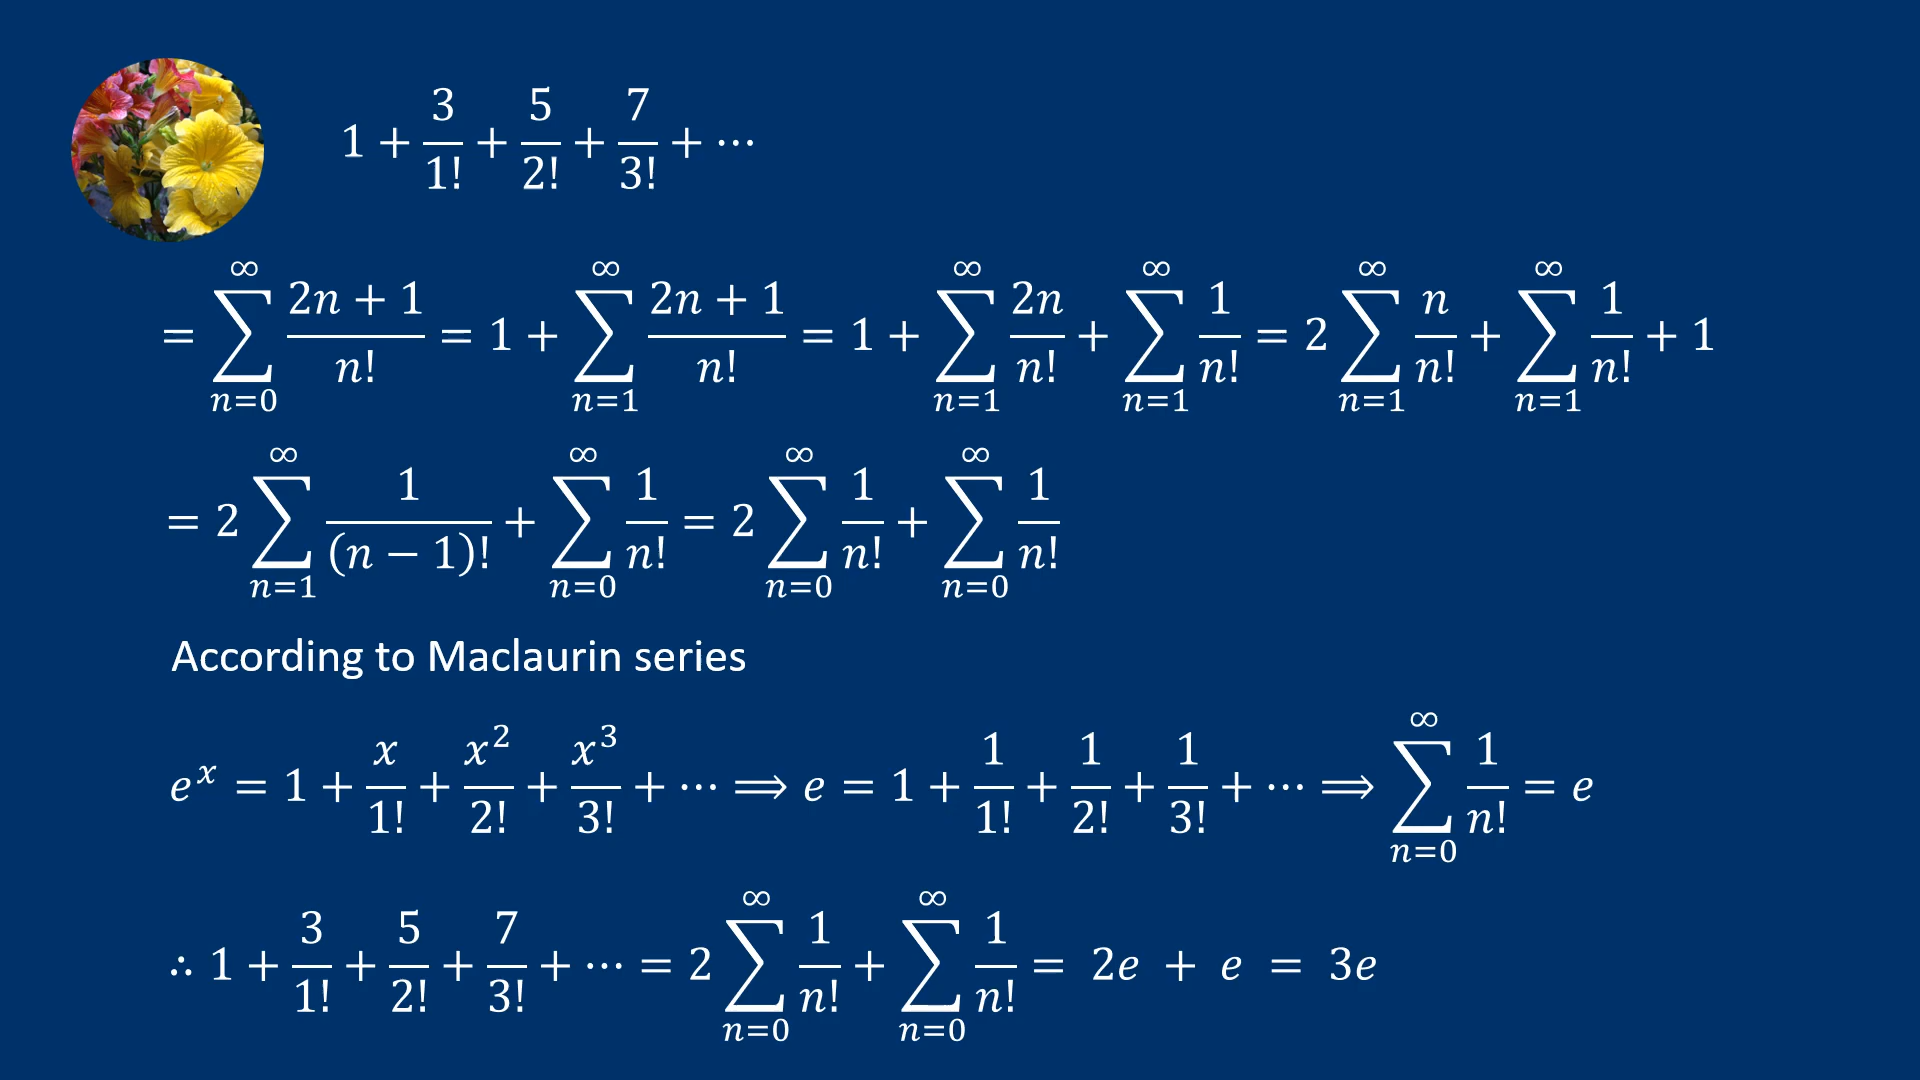 1 + 3/1! + 5/2! + 7/3! + ⋯
= ∑_{n=0}^{∞} (2n + 1)/n! = 1 + ∑_{n=1}^{∞} (2n + 1)/n! = 1 + ∑_{n=1}^{∞} 2n/n! + ∑_{n=1}^{∞} 1/n! = 2 ∑_{n=1}^{∞} n/n! + ∑_{n=1}^{∞} 1/n! + 1
= 2 ∑_{n=1}^{∞} 1/(n − 1)! + ∑_{n=0}^{∞} 1/n! = 2 ∑_{n=0}^{∞} 1/n! + ∑_{n=0}^{∞} 1/n!
According to Maclaurin series
e^x = 1 + x/1! + x^2/2! + x^3/3! + ⋯ ⟹ e = 1 + 1/1! + 1/2! + 1/3! + ⋯ ⟹ ∑_{n=0}^{∞} 1/n! = e
∴ 1 + 3/1! + 5/2! + 7/3! + ⋯ = 2 ∑_{n=0}^{∞} 1/n! + ∑_{n=0}^{∞} 1/n! = 2e + e = 3e